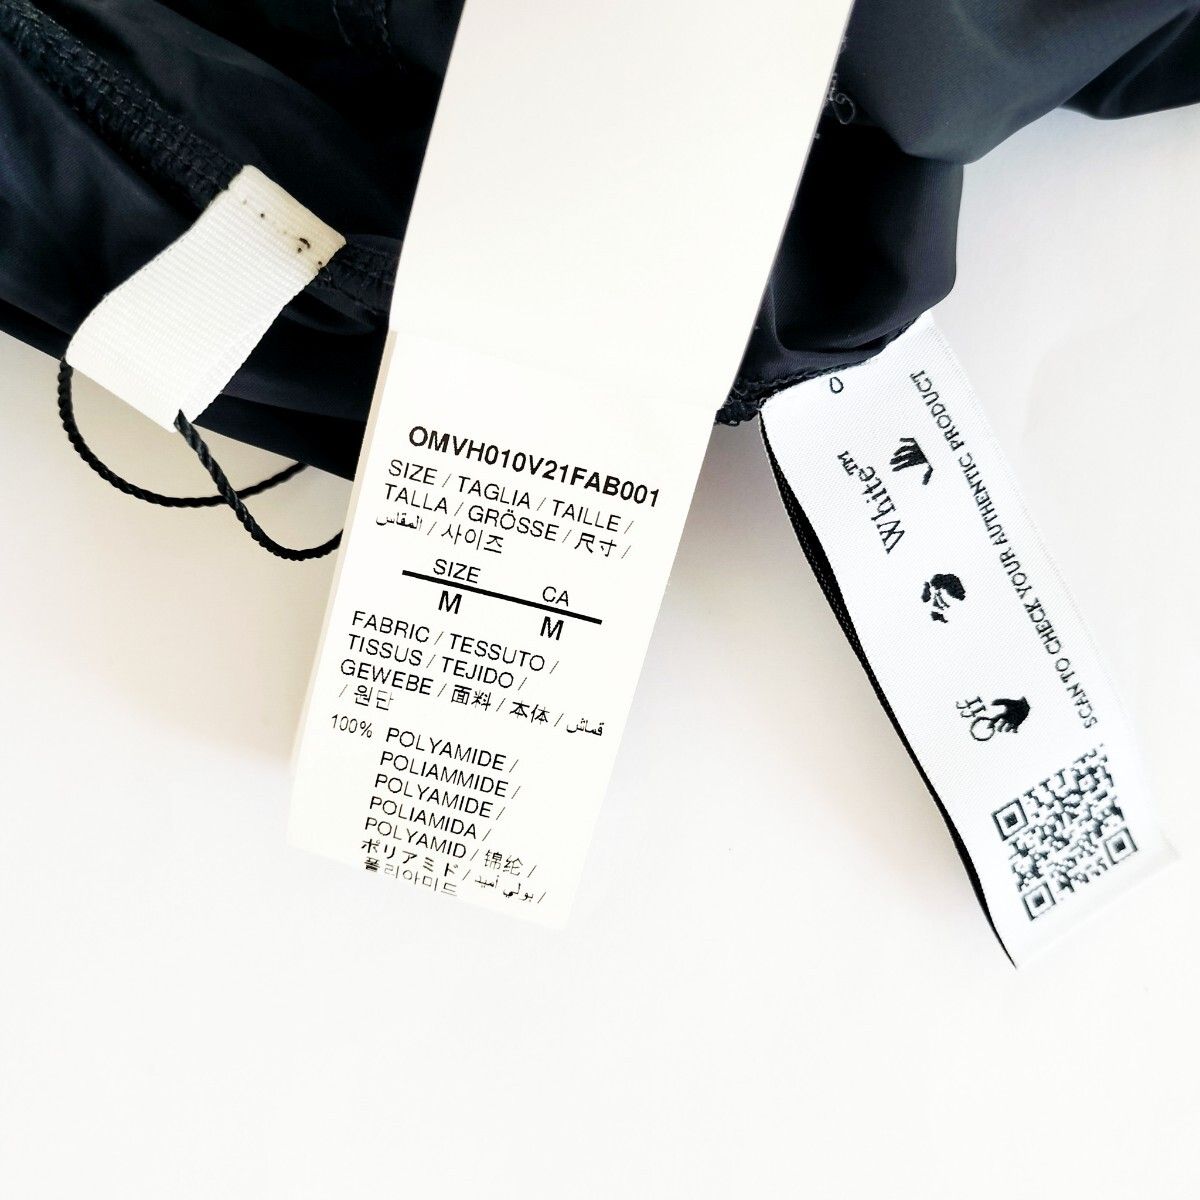 OMVH010V21FAB001
SIZE / TAGLIA / TAILLE /
TALLA / GRÖSSE / 尺寸 /
المقاس / 사이즈
SIZE CA
M M
FABRIC / TESSUTO /
TISSUS / TEJIDO /
GEWEBE / 面料 / 本体 / قماش
/ 원단
100% POLYAMIDE /
POLIAMMIDE /
POLYAMIDE /
POLIAMIDA /
POLYAMID / 锦纶 /
ポリアミド / بولي أميد /
폴리아미드
Off White™
SCAN TO CHECK YOUR AUTHENTIC PRODUCT